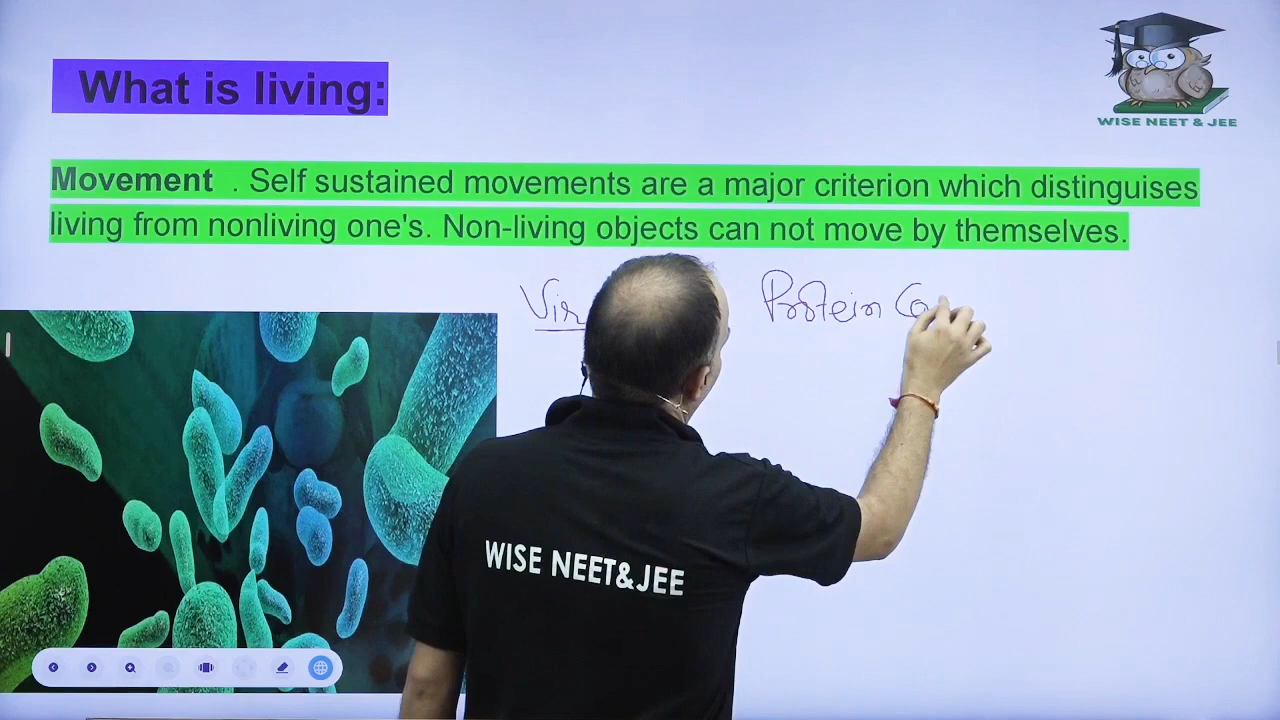 What is living:
WISE NEET & JEE
Movement . Self sustained movements are a major criterion which distinguises
living from nonliving one's. Non-living objects can not move by themselves.
Protein
WISE NEET&JEE